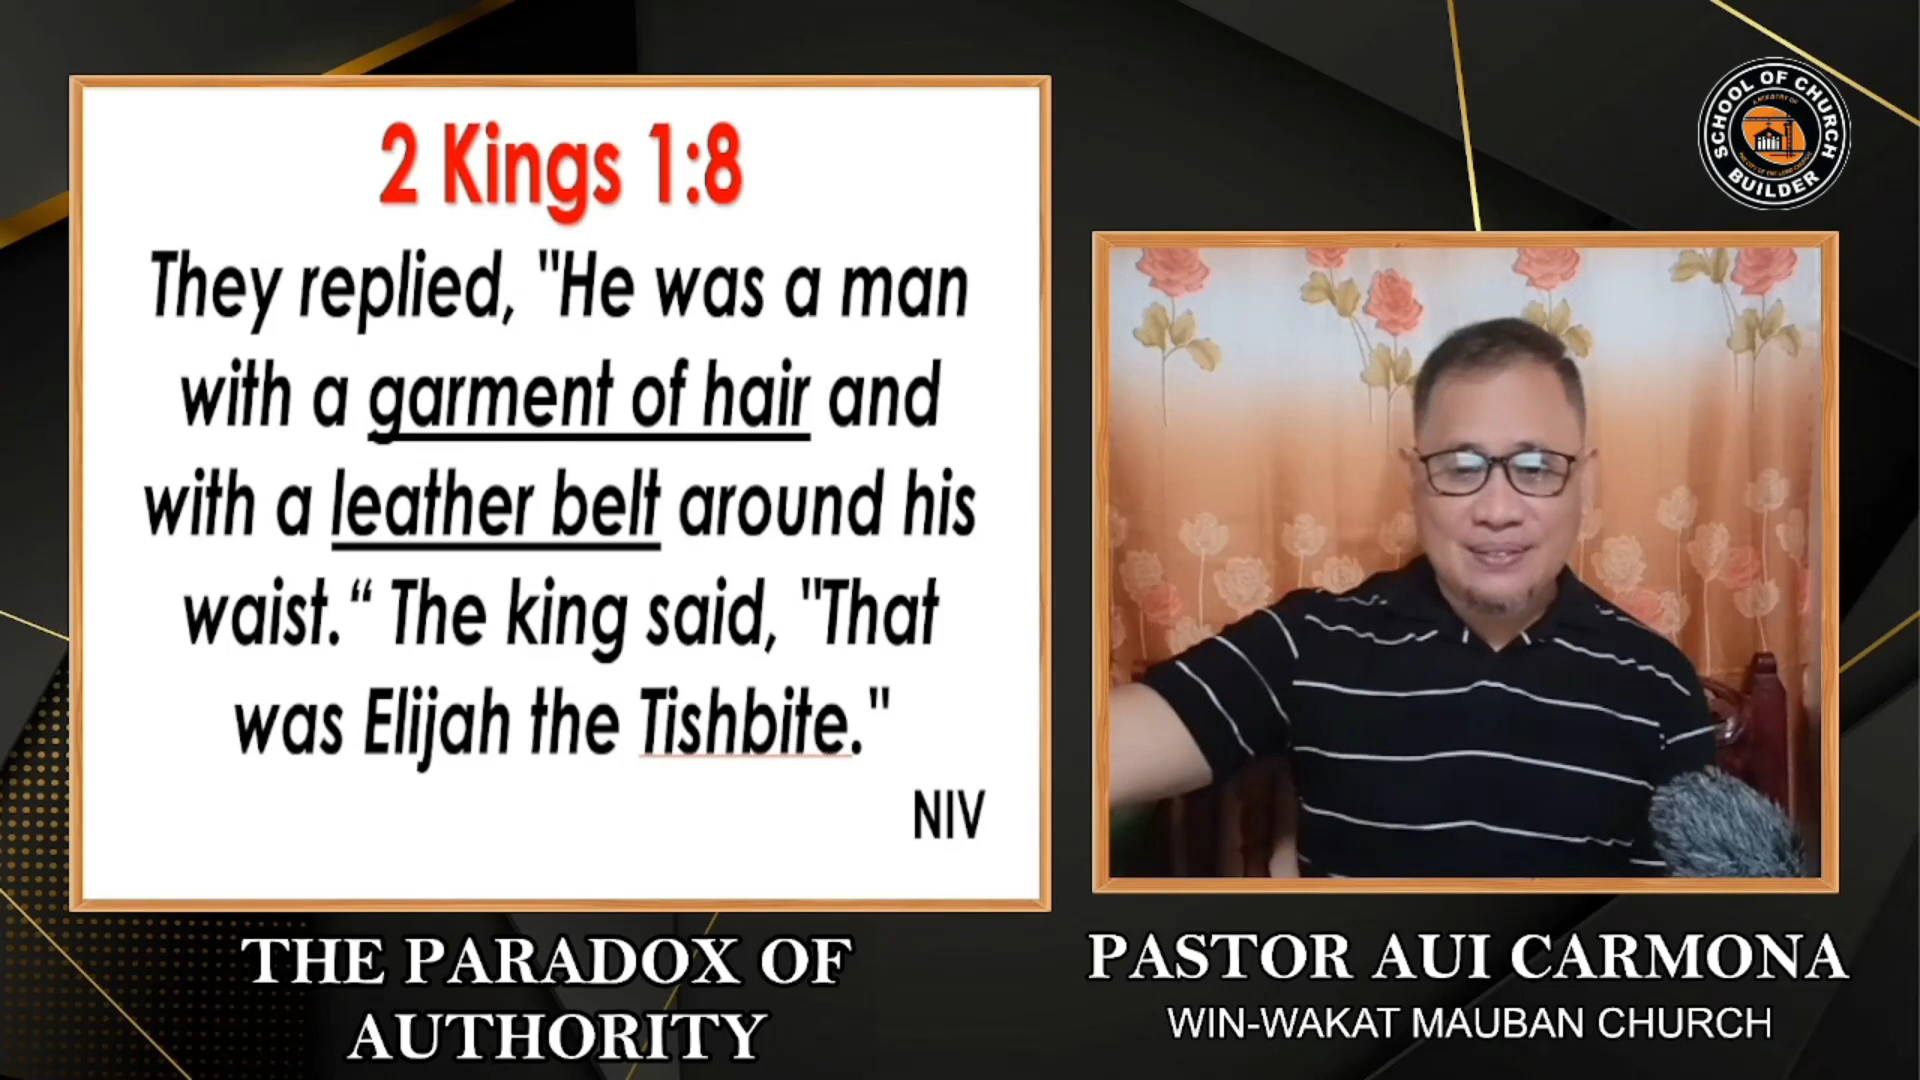 2 Kings 1:8
They replied, "He was a man
with a garment of hair and
with a leather belt around his
waist.“ The king said, "That
was Elijah the Tishbite."
NIV
THE PARADOX OF
AUTHORITY
SCHOOL OF CHURCH
BUILDER
PASTOR AUI CARMONA
WIN-WAKAT MAUBAN CHURCH